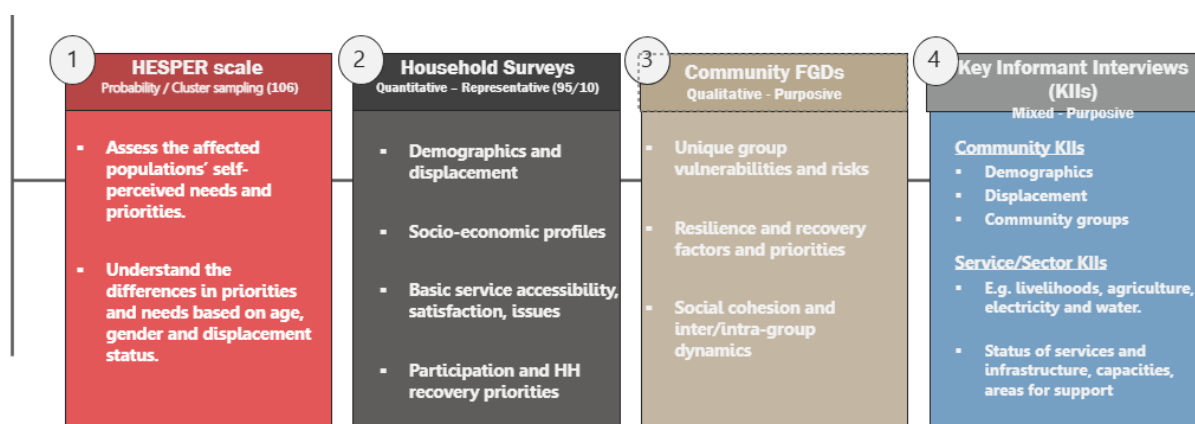 1
HESPER scale
Probability / Cluster sampling (106)
▪ Assess the affected
populations’ self-
perceived needs and
priorities.
▪ Understand the
differences in priorities
and needs based on age,
gender and displacement
status.
2
Household Surveys
Quantitative – Representative (95/10)
▪ Demographics and
displacement
▪ Socio-economic profiles
▪ Basic service accessibility,
satisfaction, issues
▪ Participation and HH
recovery priorities
3
Community FGDs
Qualitative - Purposive
▪ Unique group
vulnerabilities and risks
▪ Resilience and recovery
factors and priorities
▪ Social cohesion and
inter/intra-group
dynamics
4
Key Informant Interviews
(KIIs)
Mixed - Purposive
Community KIIs
▪ Demographics
▪ Displacement
▪ Community groups
Service/Sector KIIs
▪ E.g. livelihoods, agriculture,
electricity and water.
▪ Status of services and
infrastructure, capacities,
areas for support